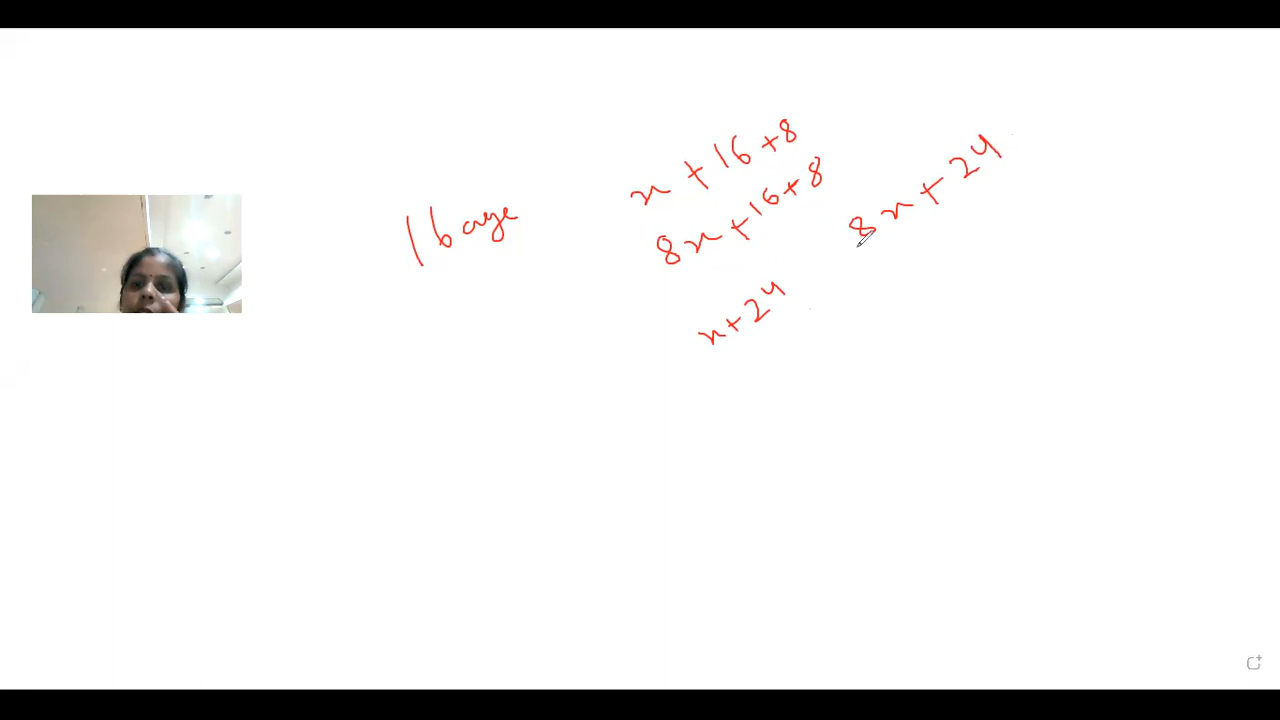 16 age
x + 16 + 8
8x + 16 + 8
x + 24
8x + 24